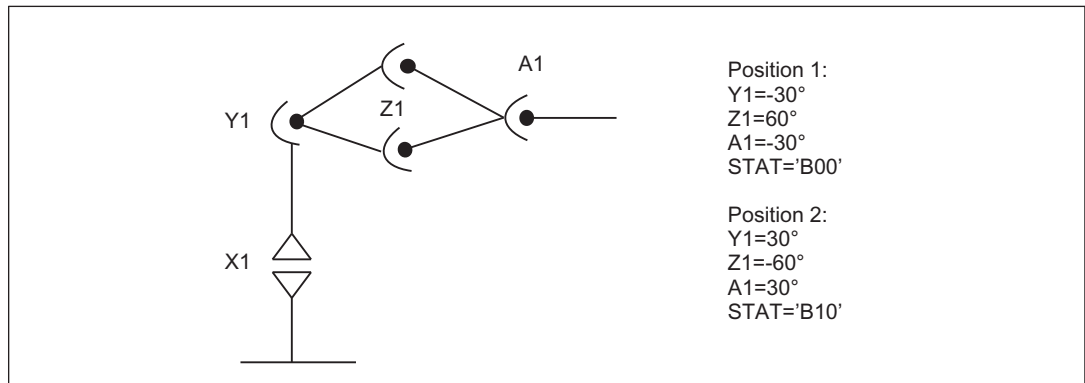 A1
Z1
Y1
X1
Position 1:
Y1=-30°
Z1=60°
A1=-30°
STAT='B00'
Position 2:
Y1=30°
Z1=-60°
A1=30°
STAT='B10'